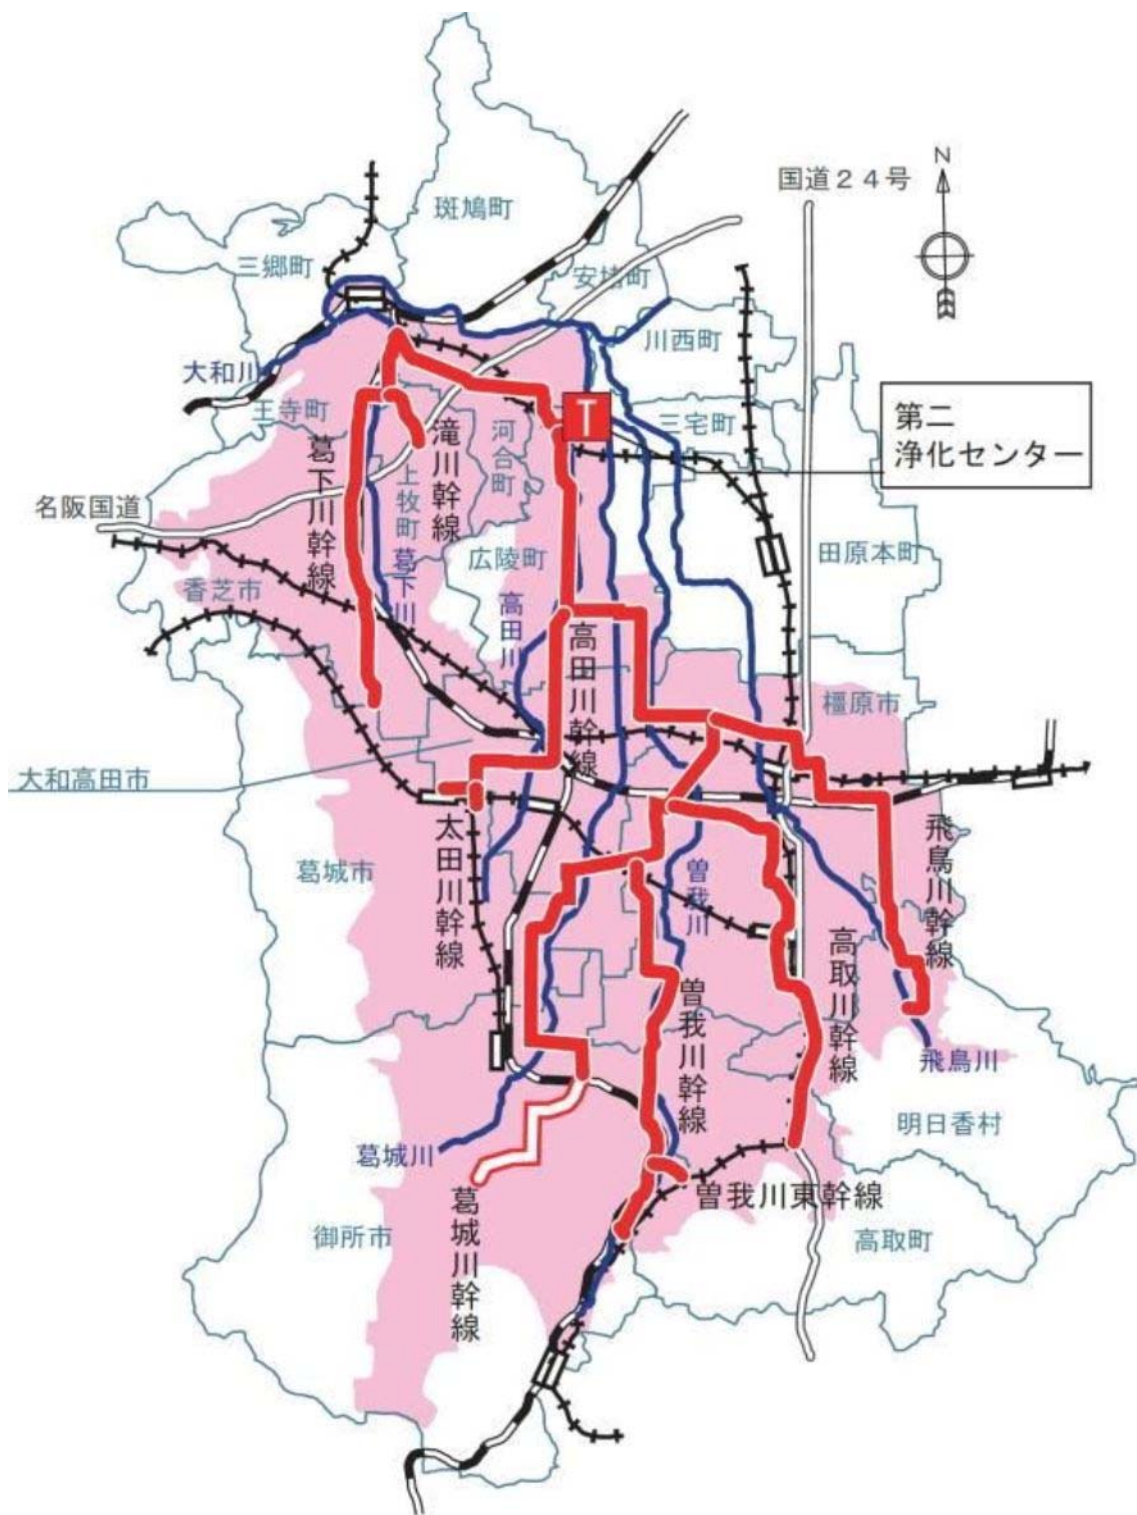 N
国道24号
斑鳩町
三郷町
安堵町
川西町
大和川
王寺町
三宅町
第二
浄化センター
T
滝川幹線
河合町
葛下川幹線
上牧町
名阪国道
広陵町
田原本町
香芝市
葛下川
高田川
高田川幹線
橿原市
大和高田市
太田川幹線
飛鳥川幹線
葛城市
曽我川
高取川幹線
曽我川幹線
飛鳥川
明日香村
葛城川
曽我川東幹線
葛城川幹線
御所市
高取町